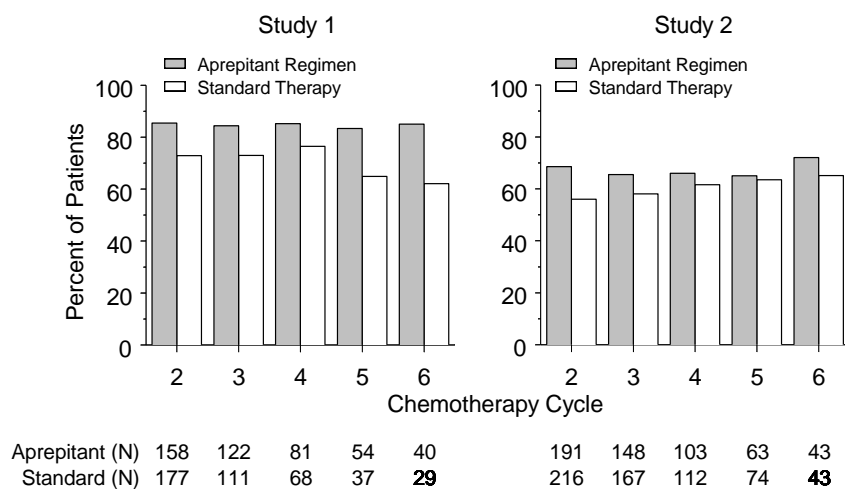 Study 1
Study 2
Aprepitant Regimen
Standard Therapy
Aprepitant Regimen
Standard Therapy
Percent of Patients
100
80
60
40
20
0
100
80
60
40
20
0
2 3 4 5 6
2 3 4 5 6
Chemotherapy Cycle
Aprepitant (N) 158 122 81 54 40 191 148 103 63 43
Standard (N) 177 111 68 37 29 216 167 112 74 43